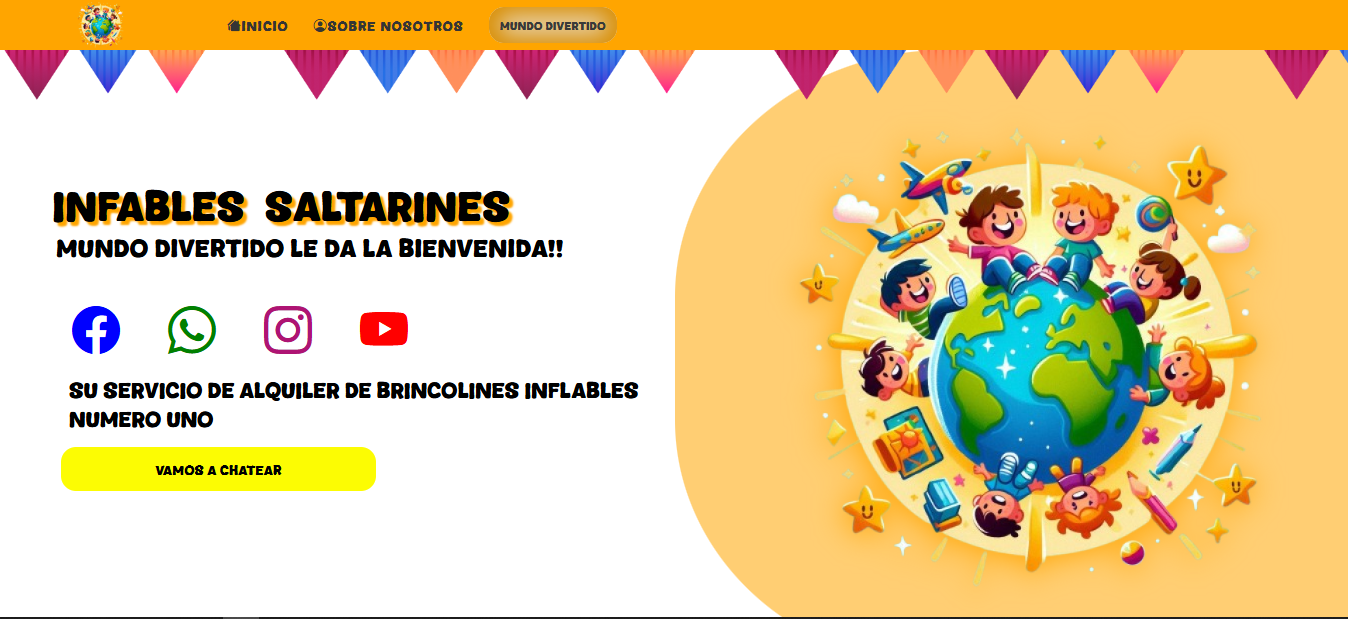 INICIO
SOBRE NOSOTROS
MUNDO DIVERTIDO
INFABLES SALTARINES
MUNDO DIVERTIDO LE DA LA BIENVENIDA!!
SU SERVICIO DE ALQUILER DE BRINCOLINES INFLABLES
NUMERO UNO
VAMOS A CHATEAR